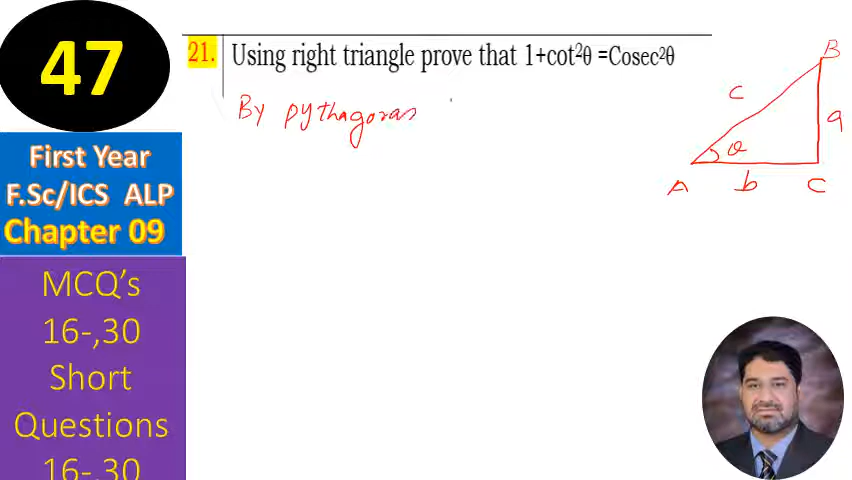 47
First Year
F.Sc/ICS ALP
Chapter 09
MCQ's
16-,30
Short
Questions
16-30
21. Using right triangle prove that 1+cot²θ =Cosec²θ
By pythagoras
B
c
a
θ
A b C